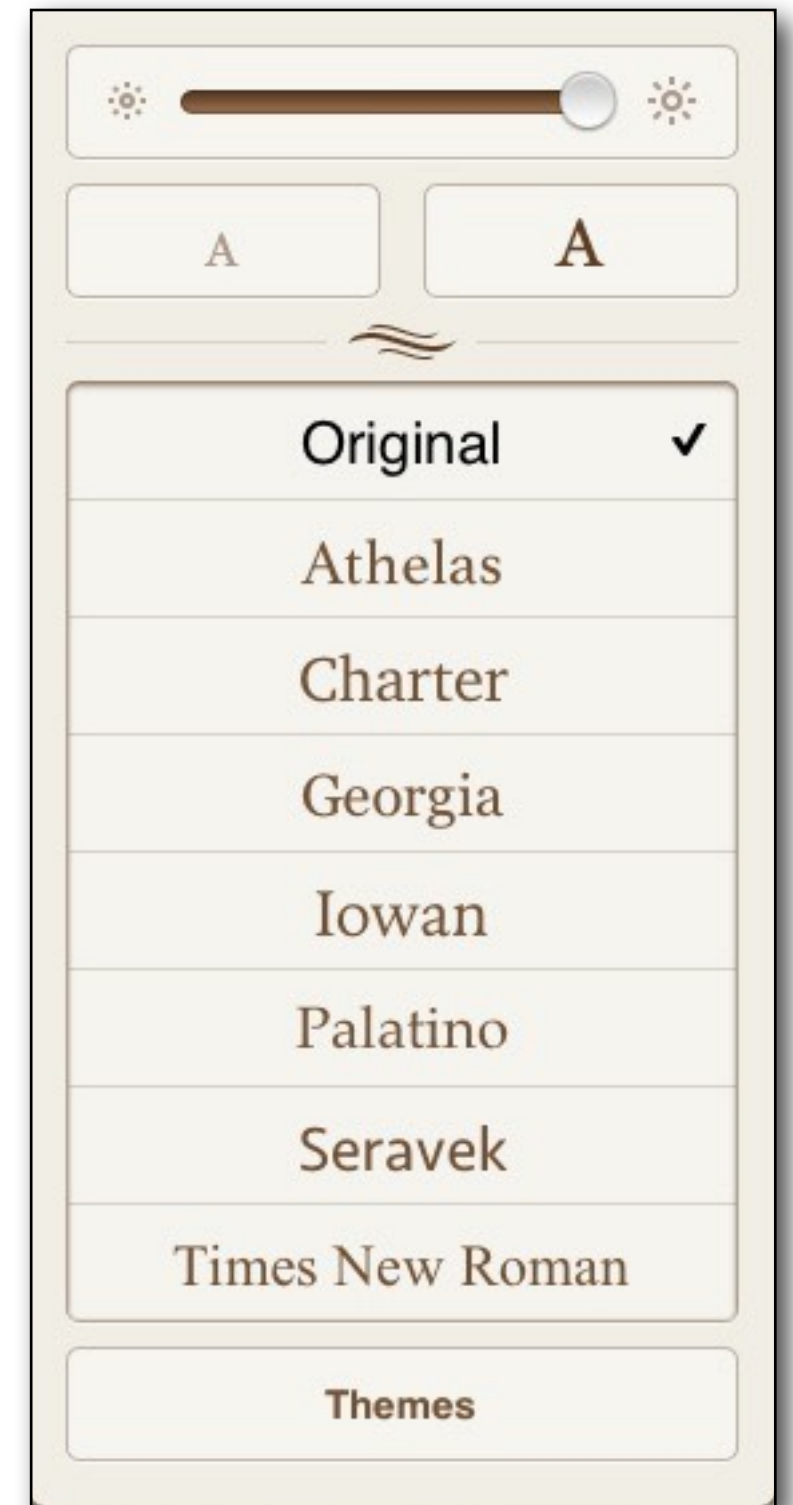 A A
Original ✓
Athelas
Charter
Georgia
Iowan
Palatino
Seravek
Times New Roman
Themes